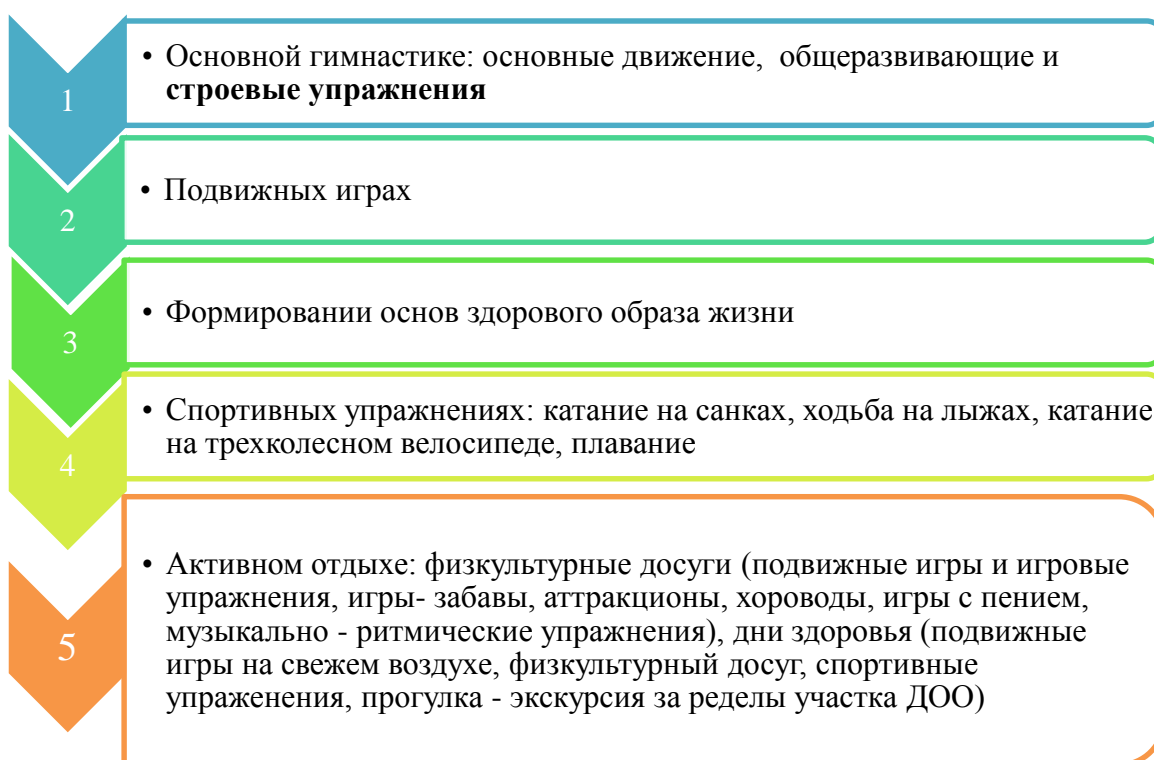 1
• Основной гимнастике: основные движение, общеразвивающие и
строевые упражнения
2
• Подвижных играх
3
• Формировании основ здорового образа жизни
4
• Спортивных упражнениях: катание на санках, ходьба на лыжах, катание
на трехколесном велосипеде, плавание
5
• Активном отдыхе: физкультурные досуги (подвижные игры и игровые
упражнения, игры- забавы, аттракционы, хороводы, игры с пением,
музыкально - ритмические упражнения), дни здоровья (подвижные
игры на свежем воздухе, физкультурный досуг, спортивные
упраженения, прогулка - экскурсия за ределы участка ДОО)